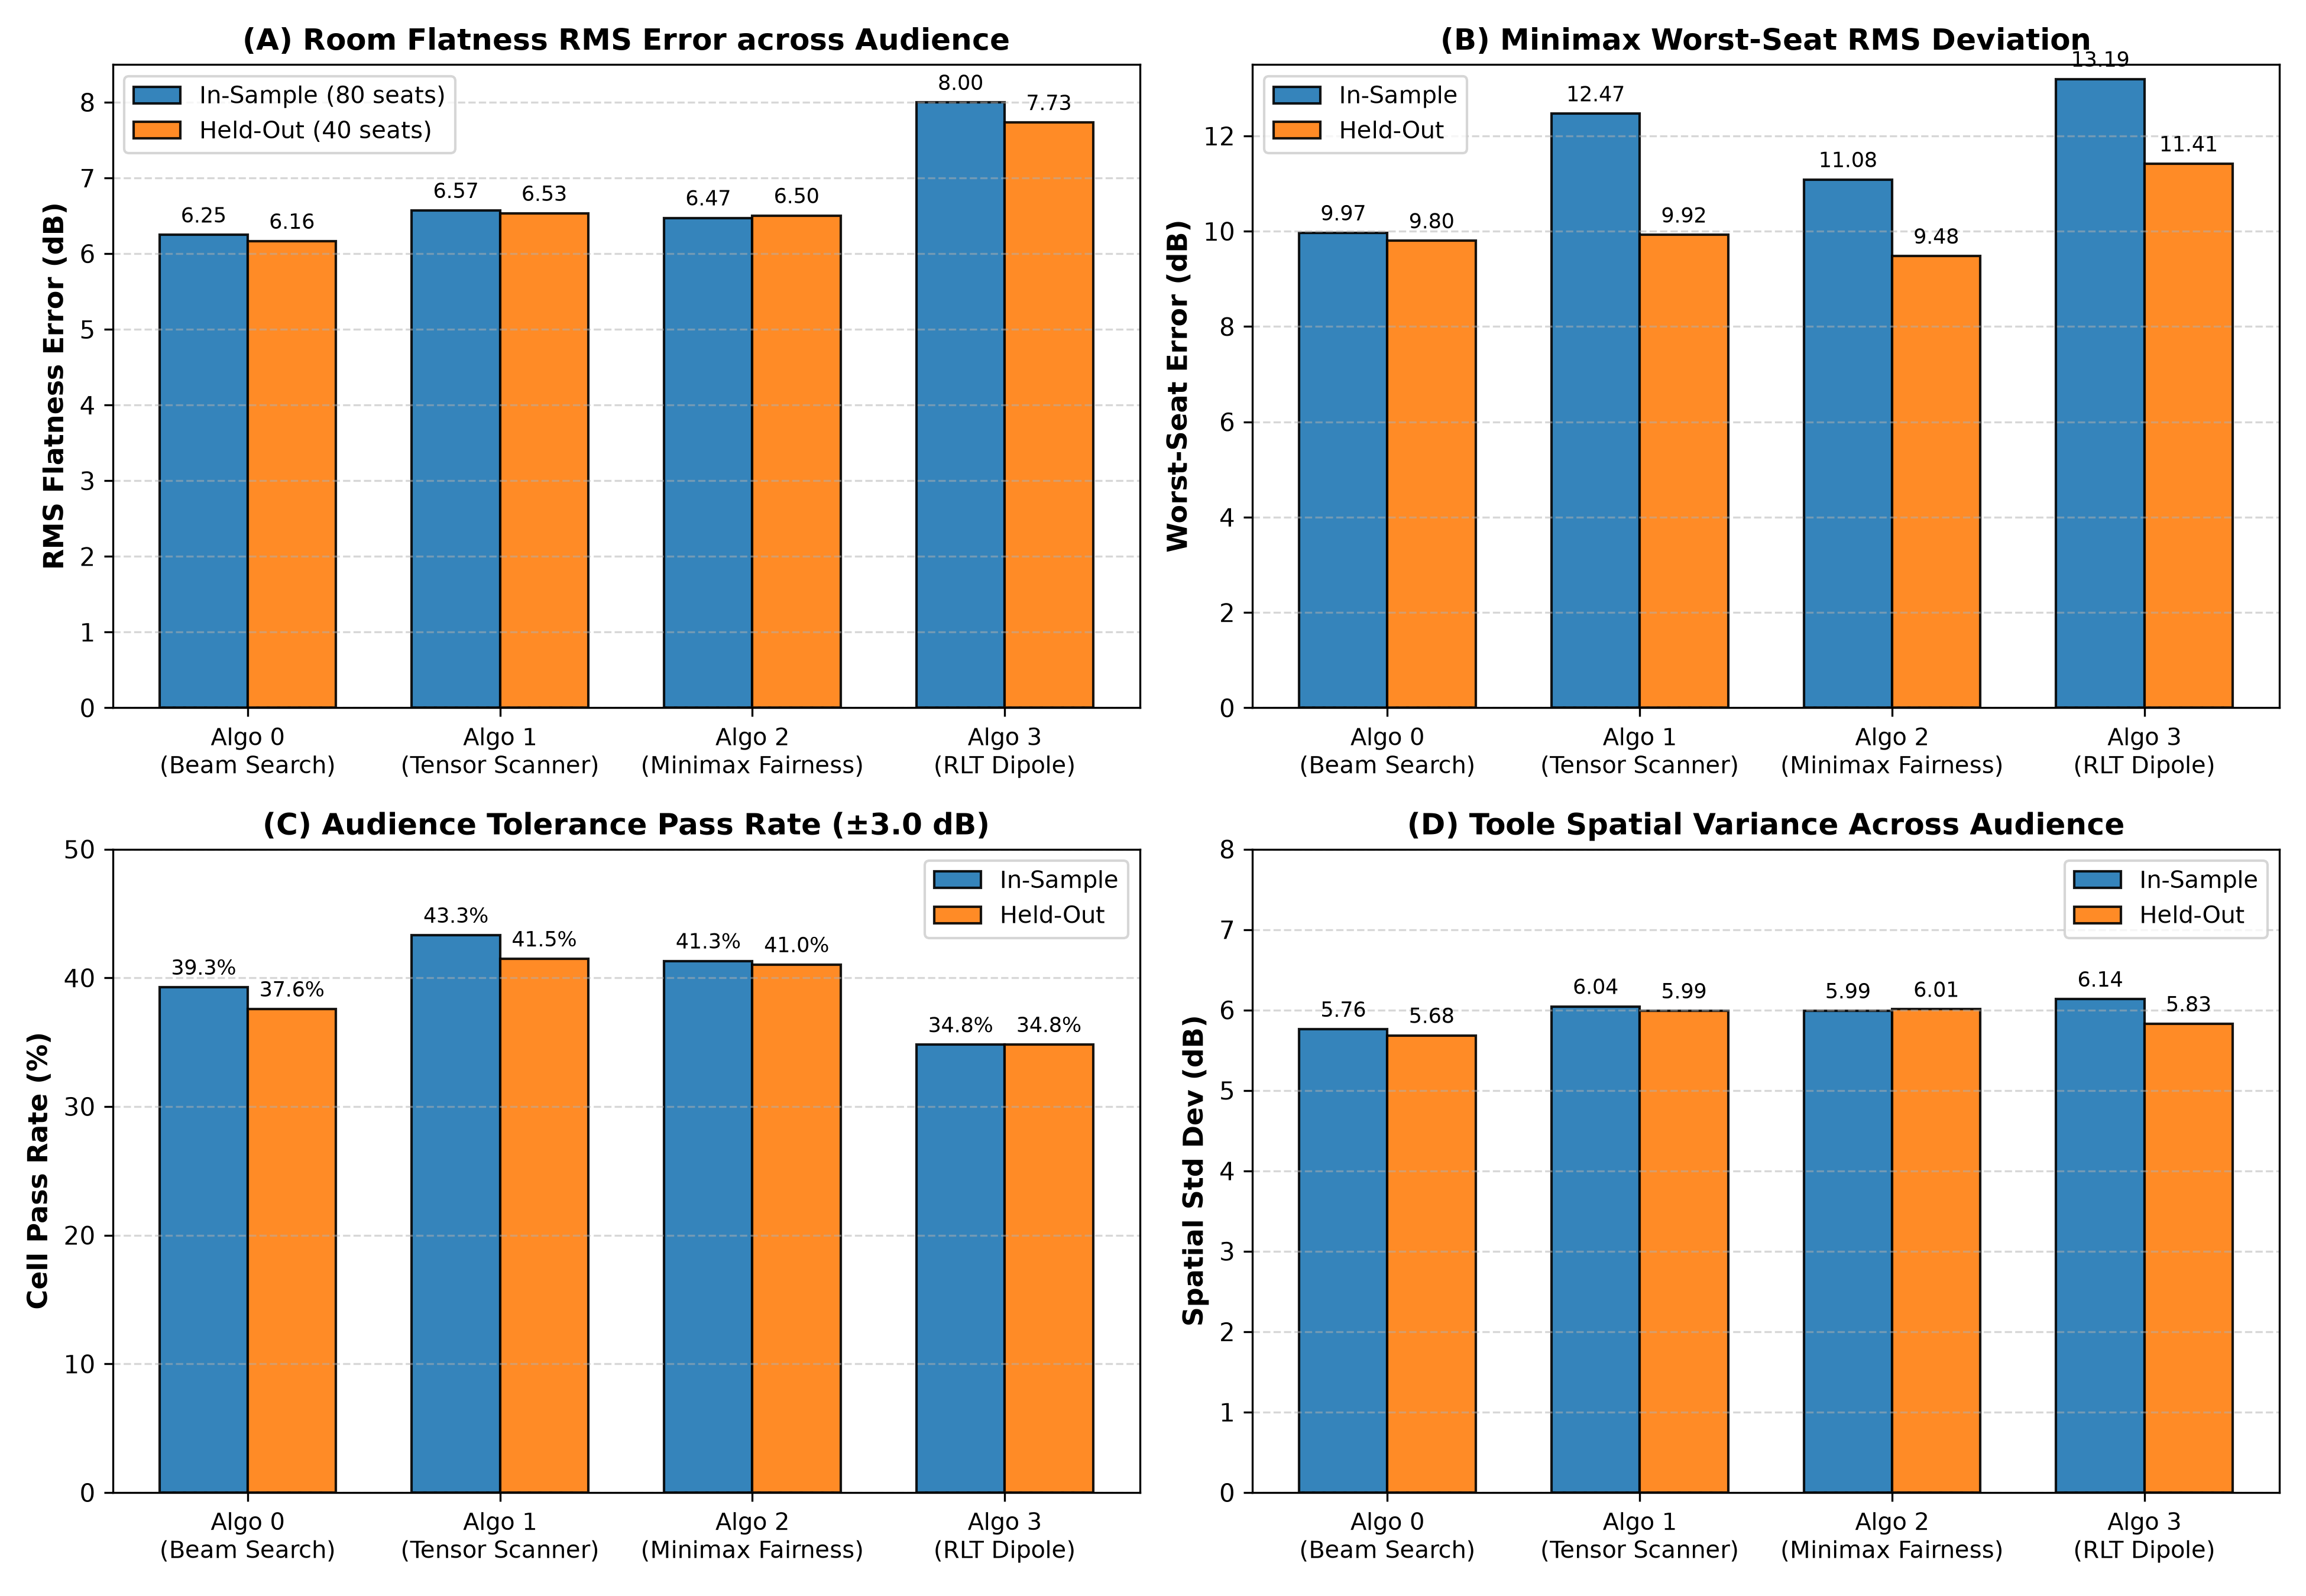 (A) Room Flatness RMS Error across Audience
RMS Flatness Error (dB)
8
7
6
5
4
3
2
1
0
In-Sample (80 seats)
Held-Out (40 seats)
6.25
6.16
6.57
6.53
6.47
6.50
8.00
7.73
Algo 0
(Beam Search)
Algo 1
(Tensor Scanner)
Algo 2
(Minimax Fairness)
Algo 3
(RLT Dipole)
(B) Minimax Worst-Seat RMS Deviation
Worst-Seat Error (dB)
12
10
8
6
4
2
0
In-Sample
Held-Out
9.97
9.80
12.47
9.92
11.08
9.48
13.19
11.41
Algo 0
(Beam Search)
Algo 1
(Tensor Scanner)
Algo 2
(Minimax Fairness)
Algo 3
(RLT Dipole)
(C) Audience Tolerance Pass Rate (±3.0 dB)
Cell Pass Rate (%)
50
40
30
20
10
0
In-Sample
Held-Out
39.3%
37.6%
43.3%
41.5%
41.3%
41.0%
34.8%
34.8%
Algo 0
(Beam Search)
Algo 1
(Tensor Scanner)
Algo 2
(Minimax Fairness)
Algo 3
(RLT Dipole)
(D) Toole Spatial Variance Across Audience
Spatial Std Dev (dB)
8
7
6
5
4
3
2
1
0
In-Sample
Held-Out
5.76
5.68
6.04
5.99
5.99
6.01
6.14
5.83
Algo 0
(Beam Search)
Algo 1
(Tensor Scanner)
Algo 2
(Minimax Fairness)
Algo 3
(RLT Dipole)